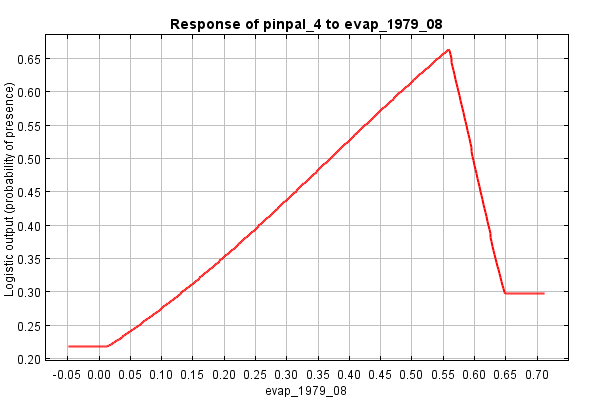 Response of pinpal_4 to evap_1979_08
Logistic output (probability of presence)
0.65
0.60
0.55
0.50
0.45
0.40
0.35
0.30
0.25
0.20
-0.05 0.00 0.05 0.10 0.15 0.20 0.25 0.30 0.35 0.40 0.45 0.50 0.55 0.60 0.65 0.70
evap_1979_08